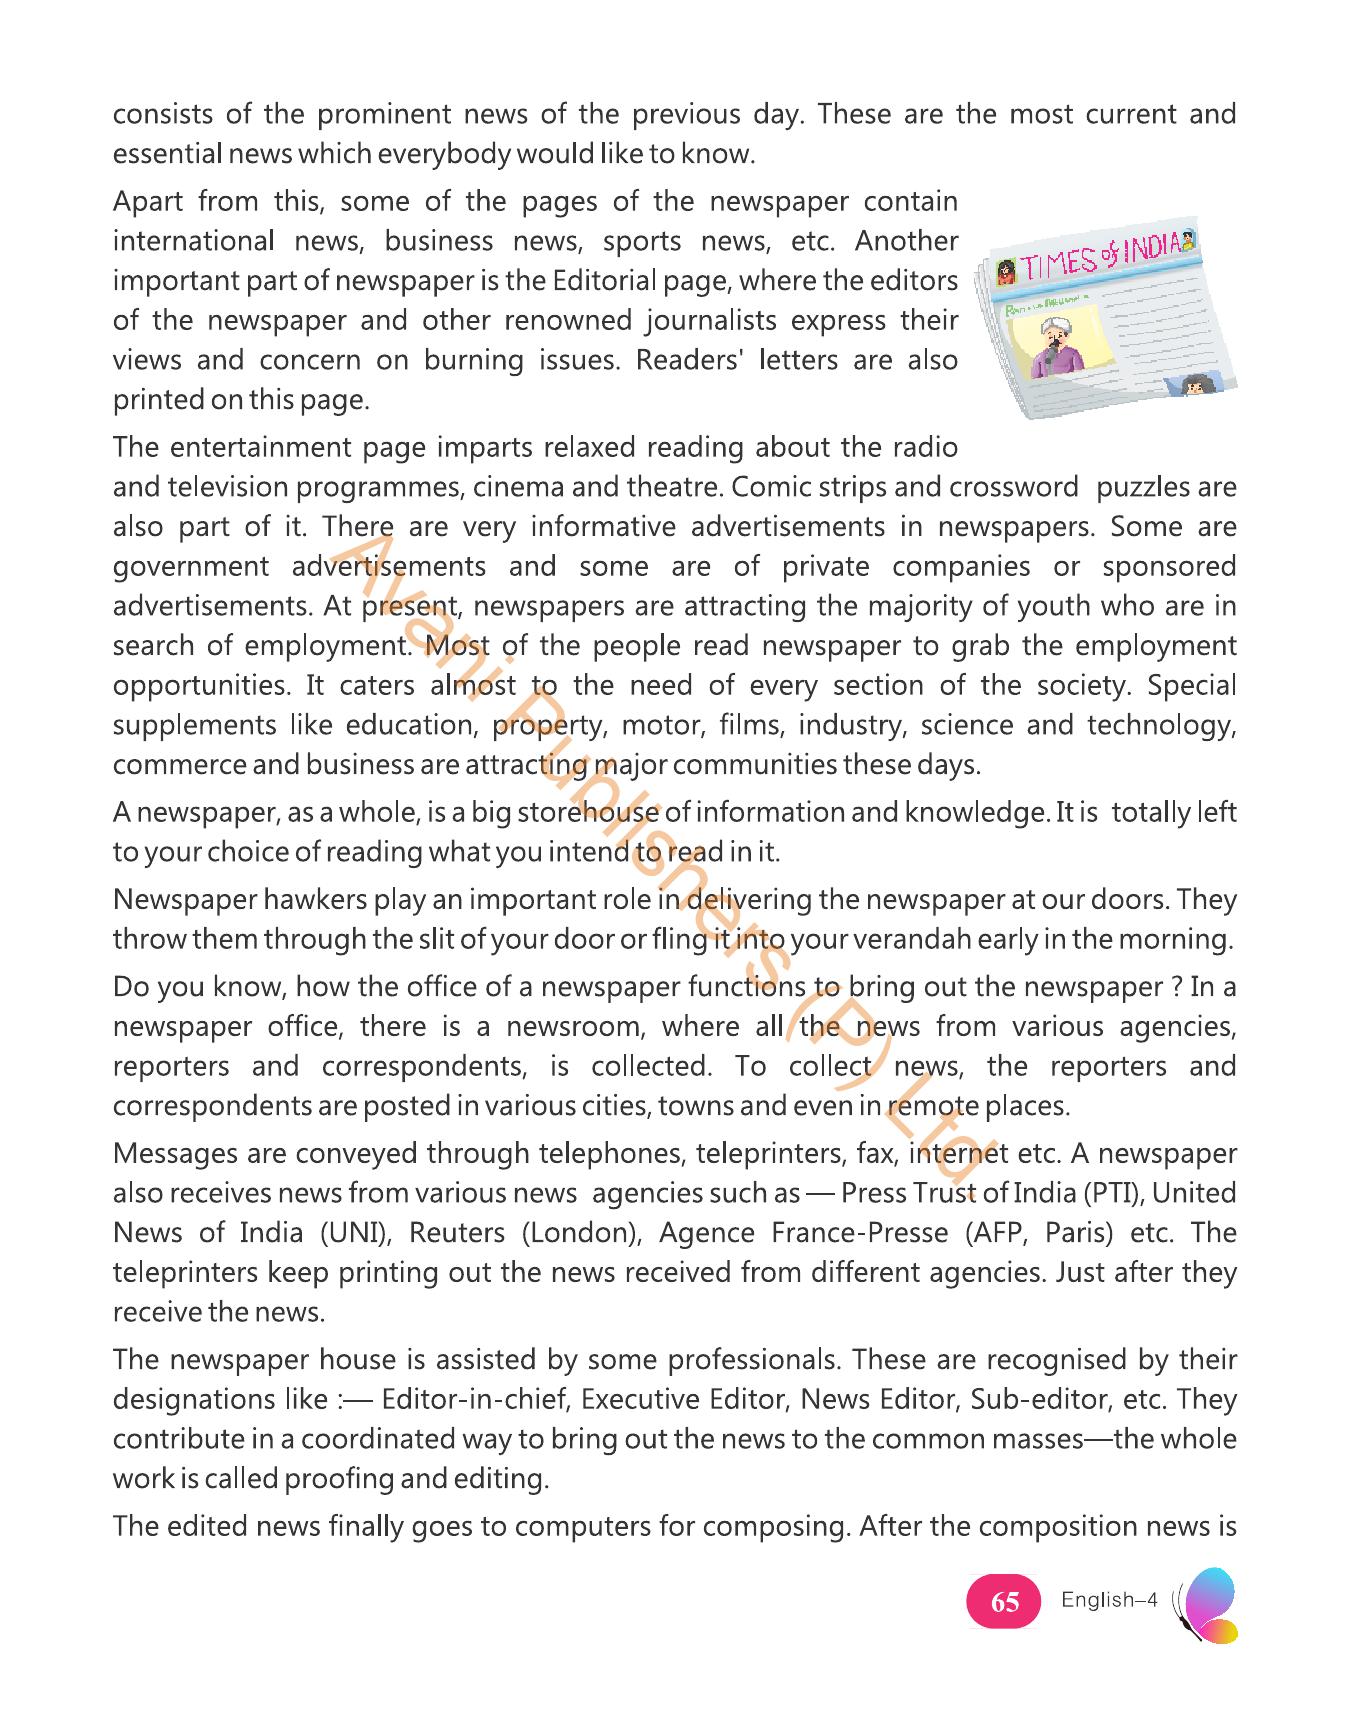 consists of the prominent news of the previous day. These are the most current and
essential news which everybody would like to know.
Apart from this, some of the pages of the newspaper contain
international news, business news, sports news, etc. Another
important part of newspaper is the Editorial page, where the editors
of the newspaper and other renowned journalists express their
views and concern on burning issues. Readers' letters are also
printed on this page.
TIMES of INDIA
The entertainment page imparts relaxed reading about the radio
and television programmes, cinema and theatre. Comic strips and crossword puzzles are
also part of it. There are very informative advertisements in newspapers. Some are
government advertisements and some are of private companies or sponsored
advertisements. At present, newspapers are attracting the majority of youth who are in
search of employment. Most of the people read newspaper to grab the employment
opportunities. It caters almost to the need of every section of the society. Special
supplements like education, property, motor, films, industry, science and technology,
commerce and business are attracting major communities these days.
A newspaper, as a whole, is a big storehouse of information and knowledge. It is totally left
to your choice of reading what you intend to read in it.
Newspaper hawkers play an important role in delivering the newspaper at our doors. They
throw them through the slit of your door or fling it into your verandah early in the morning.
Do you know, how the office of a newspaper functions to bring out the newspaper ? In a
newspaper office, there is a newsroom, where all the news from various agencies,
reporters and correspondents, is collected. To collect news, the reporters and
correspondents are posted in various cities, towns and even in remote places.
Messages are conveyed through telephones, teleprinters, fax, internet etc. A newspaper
also receives news from various news agencies such as — Press Trust of India (PTI), United
News of India (UNI), Reuters (London), Agence France-Presse (AFP, Paris) etc. The
teleprinters keep printing out the news received from different agencies. Just after they
receive the news.
The newspaper house is assisted by some professionals. These are recognised by their
designations like :— Editor-in-chief, Executive Editor, News Editor, Sub-editor, etc. They
contribute in a coordinated way to bring out the news to the common masses—the whole
work is called proofing and editing.
The edited news finally goes to computers for composing. After the composition news is
Avani Publishers (P) Ltd.
65 English–4